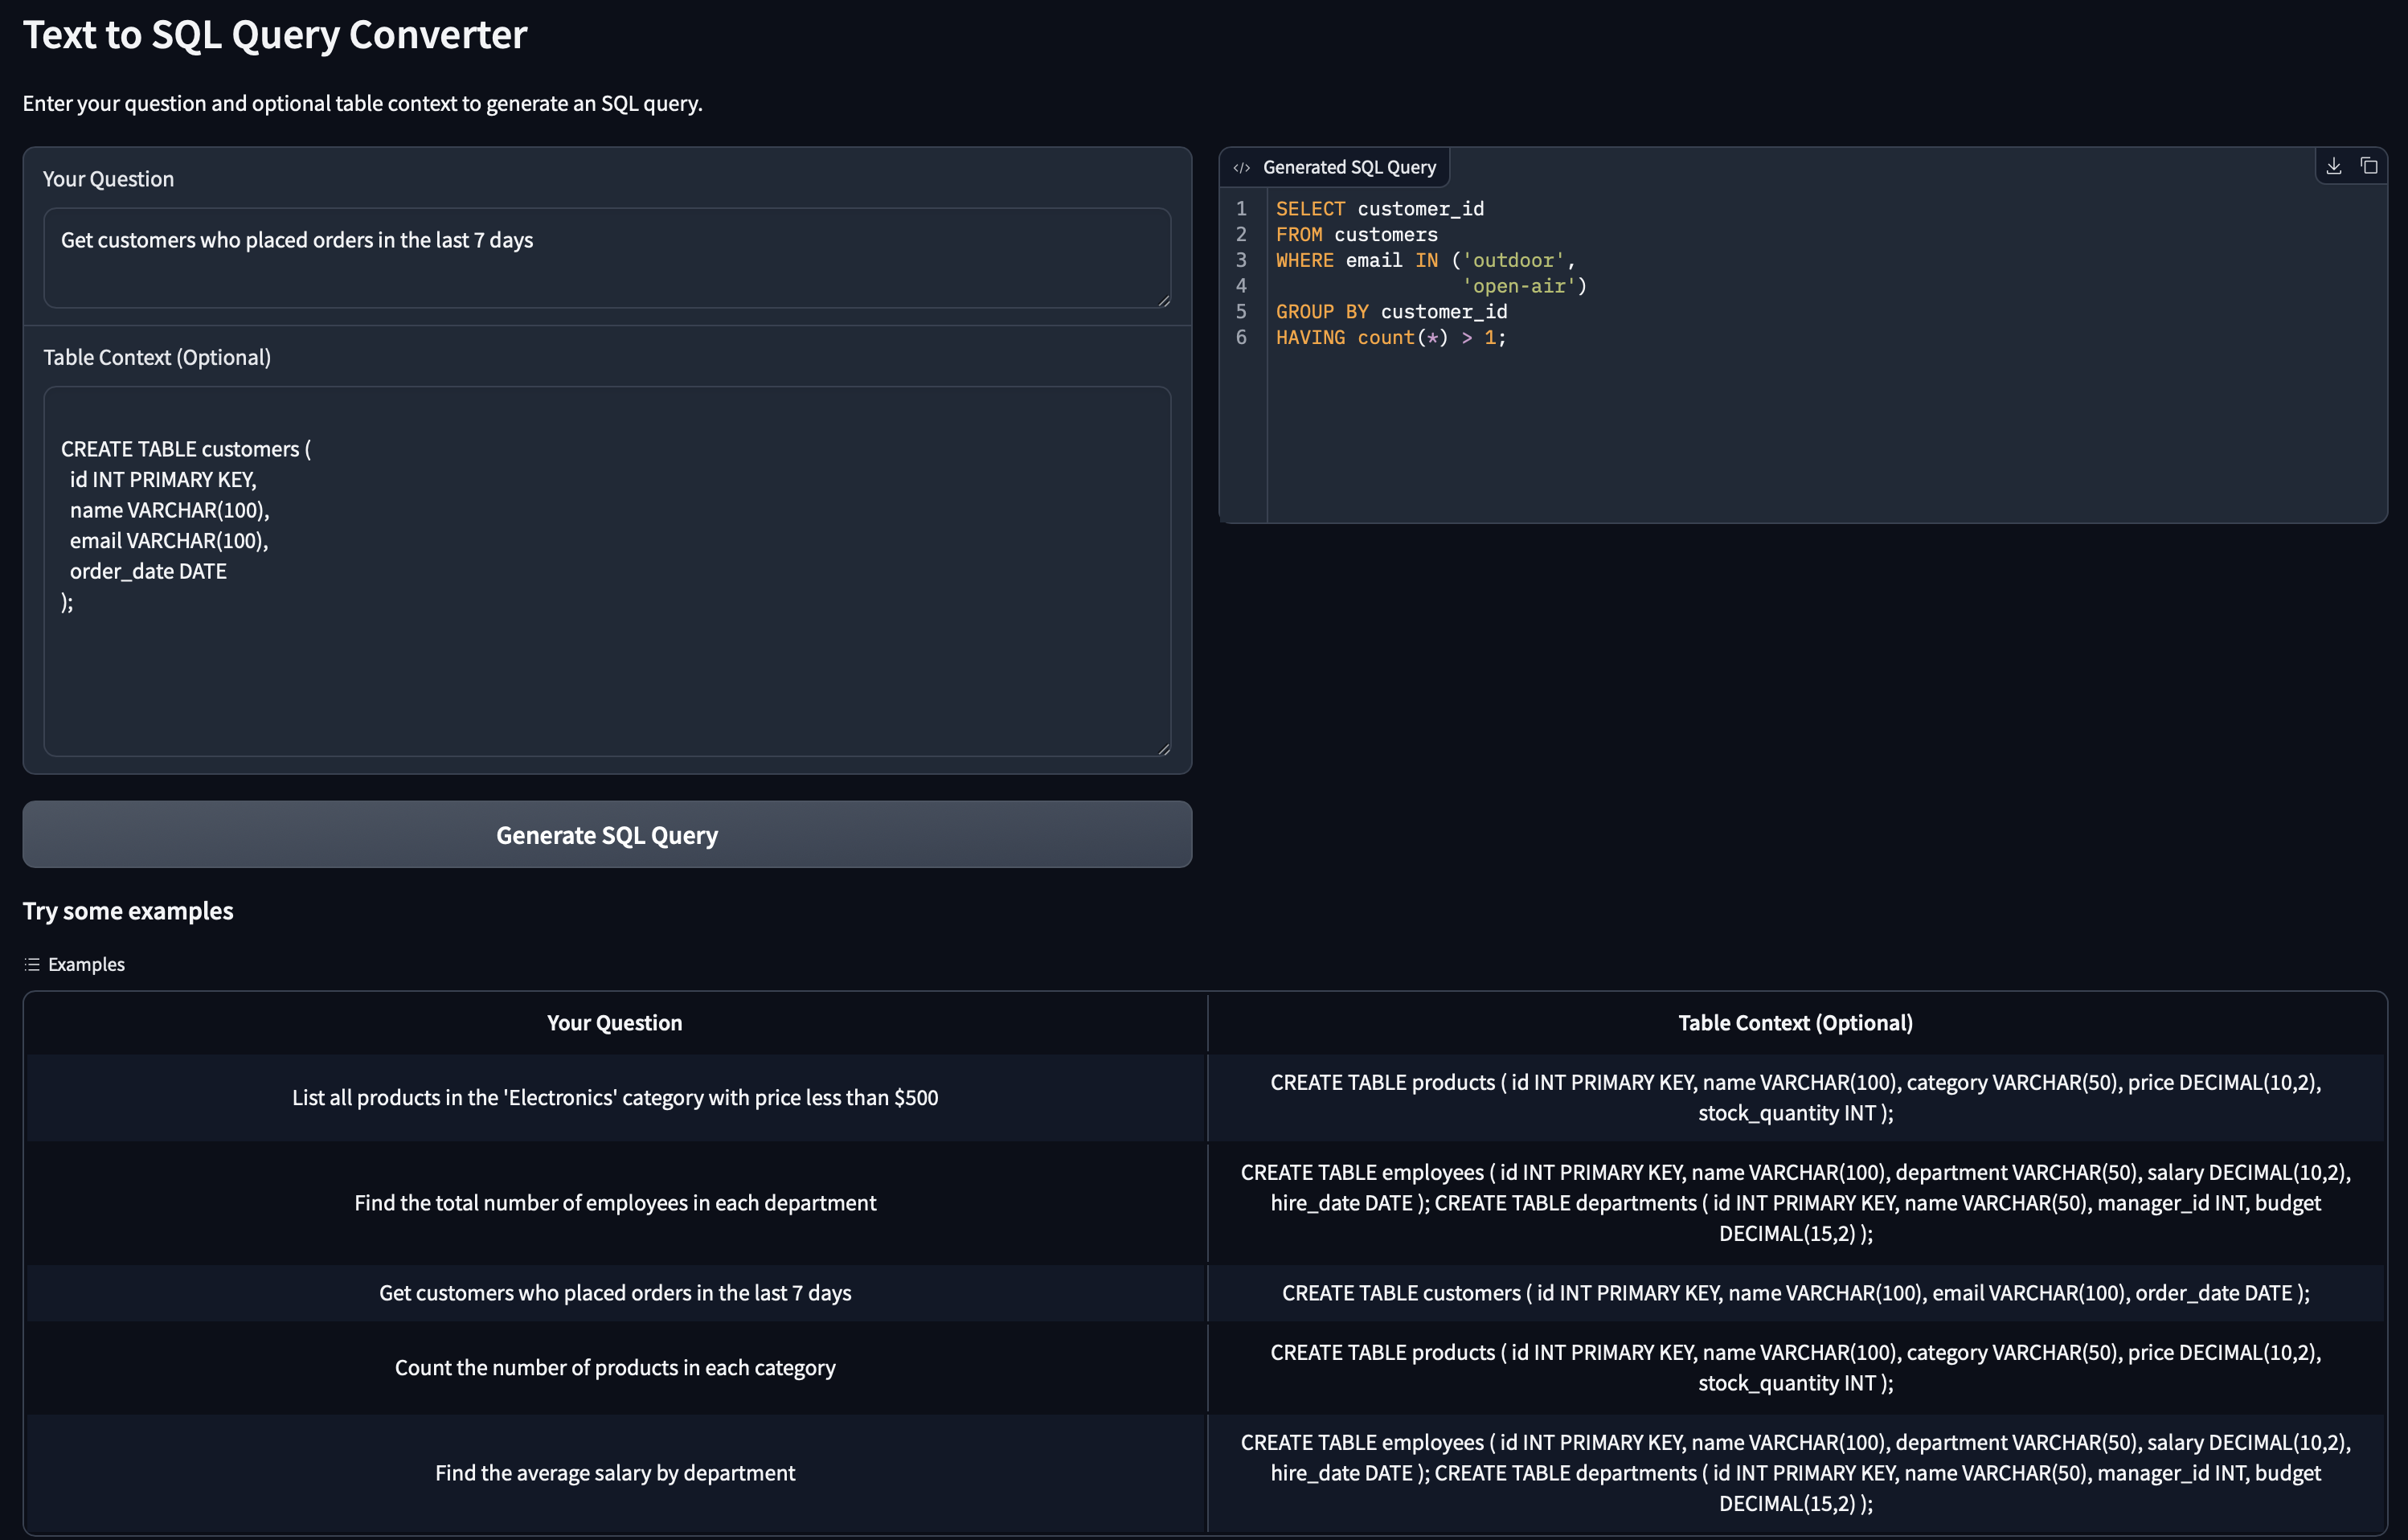 Text to SQL Query Converter
Enter your question and optional table context to generate an SQL query.
Your Question
Get customers who placed orders in the last 7 days
Table Context (Optional)
CREATE TABLE customers (
  id INT PRIMARY KEY,
  name VARCHAR(100),
  email VARCHAR(100),
  order_date DATE
);
Generate SQL Query
Generated SQL Query
1 SELECT customer_id
2 FROM customers
3 WHERE email IN ('outdoor',
4                 'open-air')
5 GROUP BY customer_id
6 HAVING count(*) > 1;
Try some examples
Examples
Your Question
Table Context (Optional)
List all products in the 'Electronics' category with price less than $500
CREATE TABLE products ( id INT PRIMARY KEY, name VARCHAR(100), category VARCHAR(50), price DECIMAL(10,2),
stock_quantity INT );
Find the total number of employees in each department
CREATE TABLE employees ( id INT PRIMARY KEY, name VARCHAR(100), department VARCHAR(50), salary DECIMAL(10,2),
hire_date DATE ); CREATE TABLE departments ( id INT PRIMARY KEY, name VARCHAR(50), manager_id INT, budget
DECIMAL(15,2) );
Get customers who placed orders in the last 7 days
CREATE TABLE customers ( id INT PRIMARY KEY, name VARCHAR(100), email VARCHAR(100), order_date DATE );
Count the number of products in each category
CREATE TABLE products ( id INT PRIMARY KEY, name VARCHAR(100), category VARCHAR(50), price DECIMAL(10,2),
stock_quantity INT );
Find the average salary by department
CREATE TABLE employees ( id INT PRIMARY KEY, name VARCHAR(100), department VARCHAR(50), salary DECIMAL(10,2),
hire_date DATE ); CREATE TABLE departments ( id INT PRIMARY KEY, name VARCHAR(50), manager_id INT, budget
DECIMAL(15,2) );